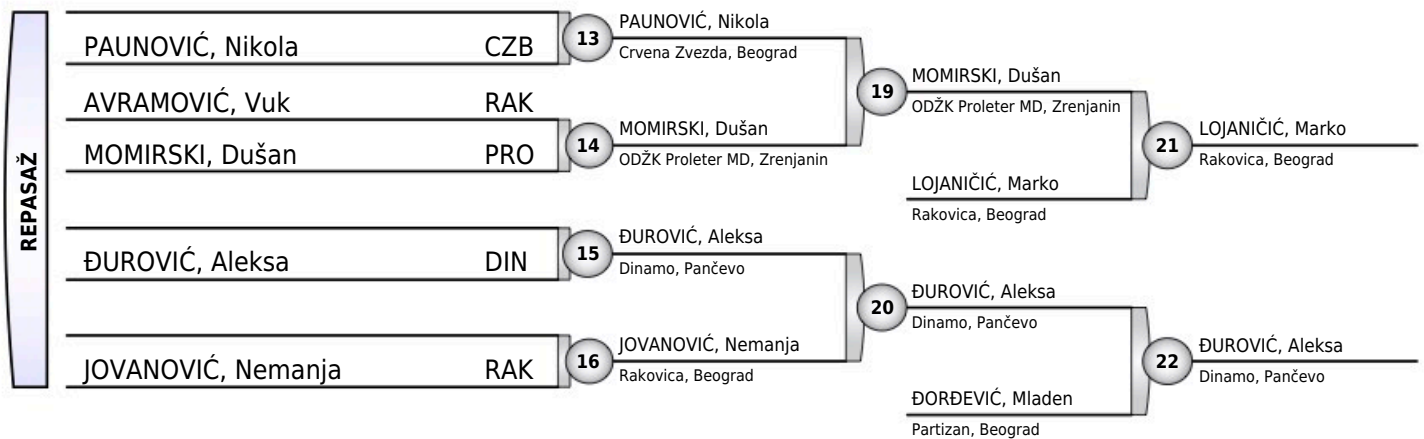 REPASAŽ
PAUNOVIĆ, Nikola CZB
AVRAMOVIĆ, Vuk RAK
MOMIRSKI, Dušan PRO
ĐUROVIĆ, Aleksa DIN
JOVANOVIĆ, Nemanja RAK
13
PAUNOVIĆ, Nikola
Crvena Zvezda, Beograd
14
MOMIRSKI, Dušan
ODŽK Proleter MD, Zrenjanin
15
ĐUROVIĆ, Aleksa
Dinamo, Pančevo
16
JOVANOVIĆ, Nemanja
Rakovica, Beograd
19
MOMIRSKI, Dušan
ODŽK Proleter MD, Zrenjanin
LOJANIČIĆ, Marko
Rakovica, Beograd
20
ĐUROVIĆ, Aleksa
Dinamo, Pančevo
ĐORĐEVIĆ, Mladen
Partizan, Beograd
21
LOJANIČIĆ, Marko
Rakovica, Beograd
22
ĐUROVIĆ, Aleksa
Dinamo, Pančevo